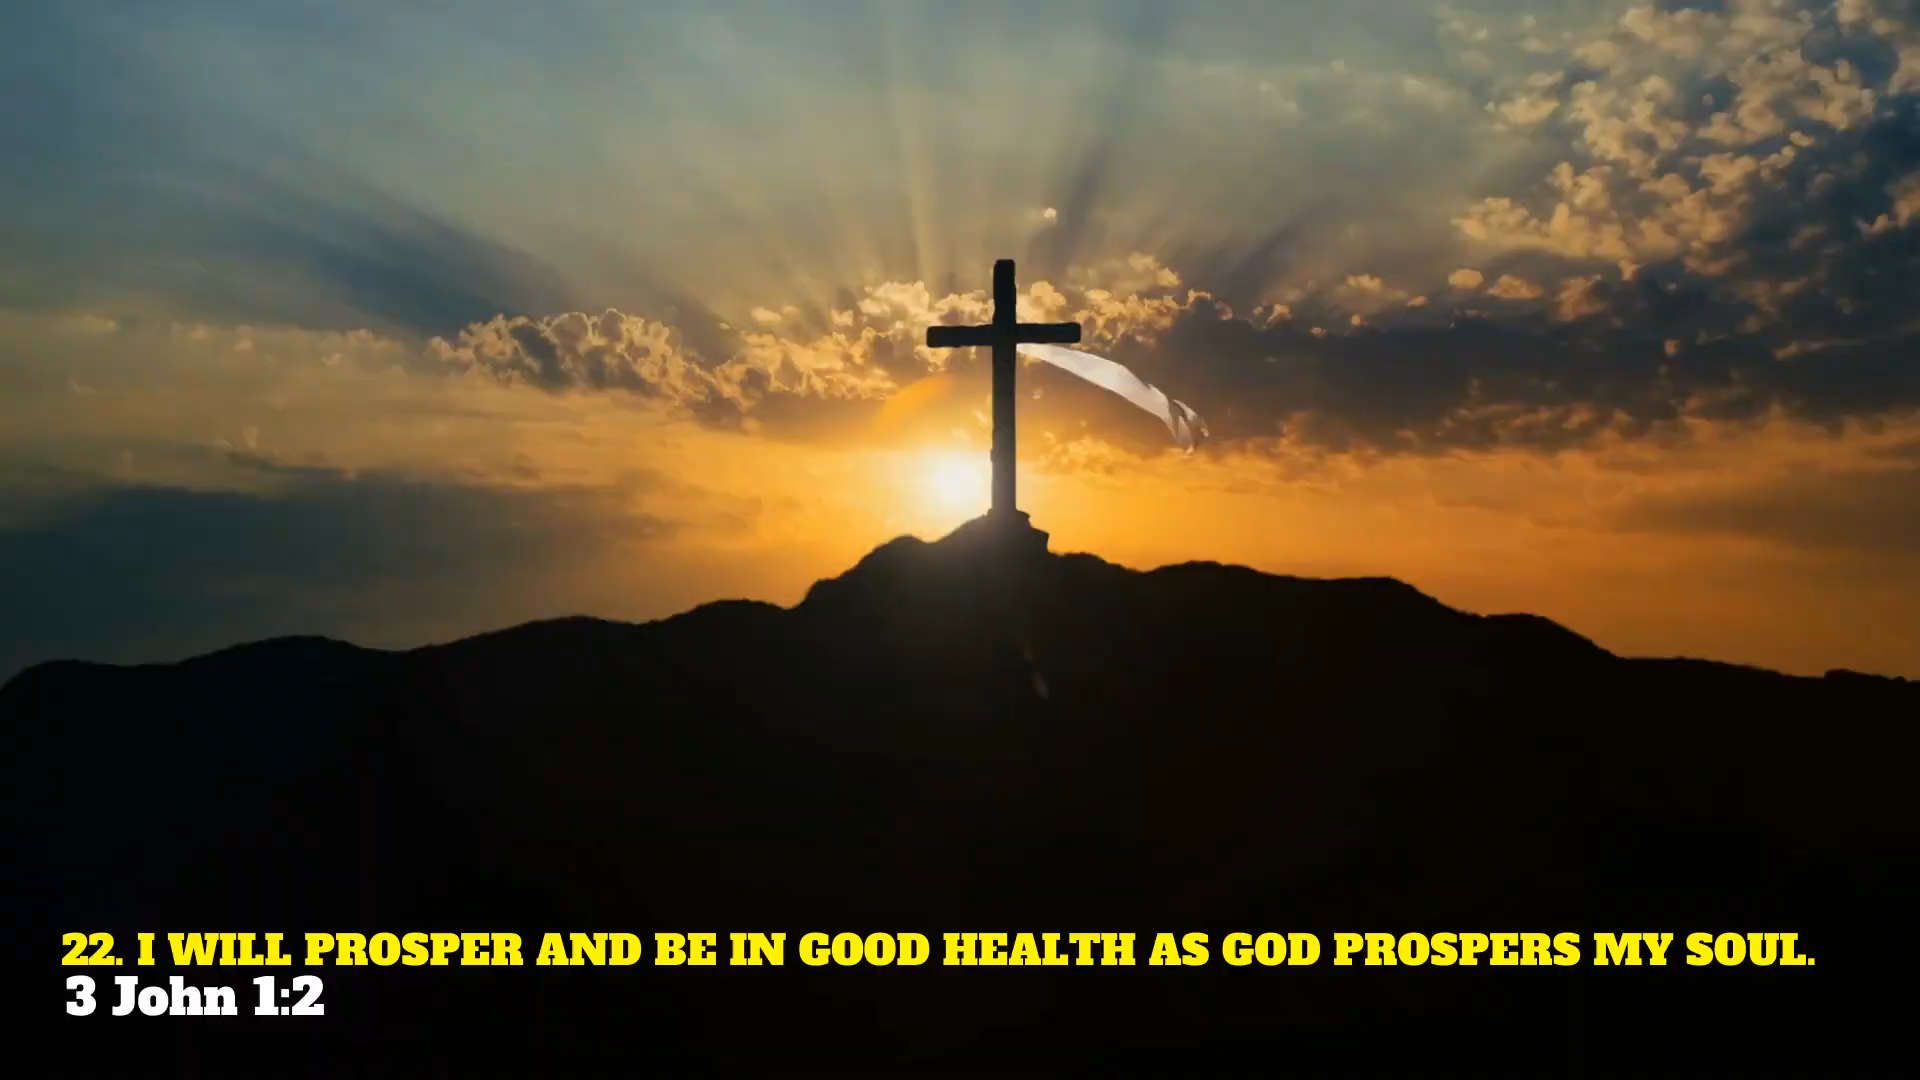 22. I WILL PROSPER AND BE IN GOOD HEALTH AS GOD PROSPERS MY SOUL.
3 John 1:2